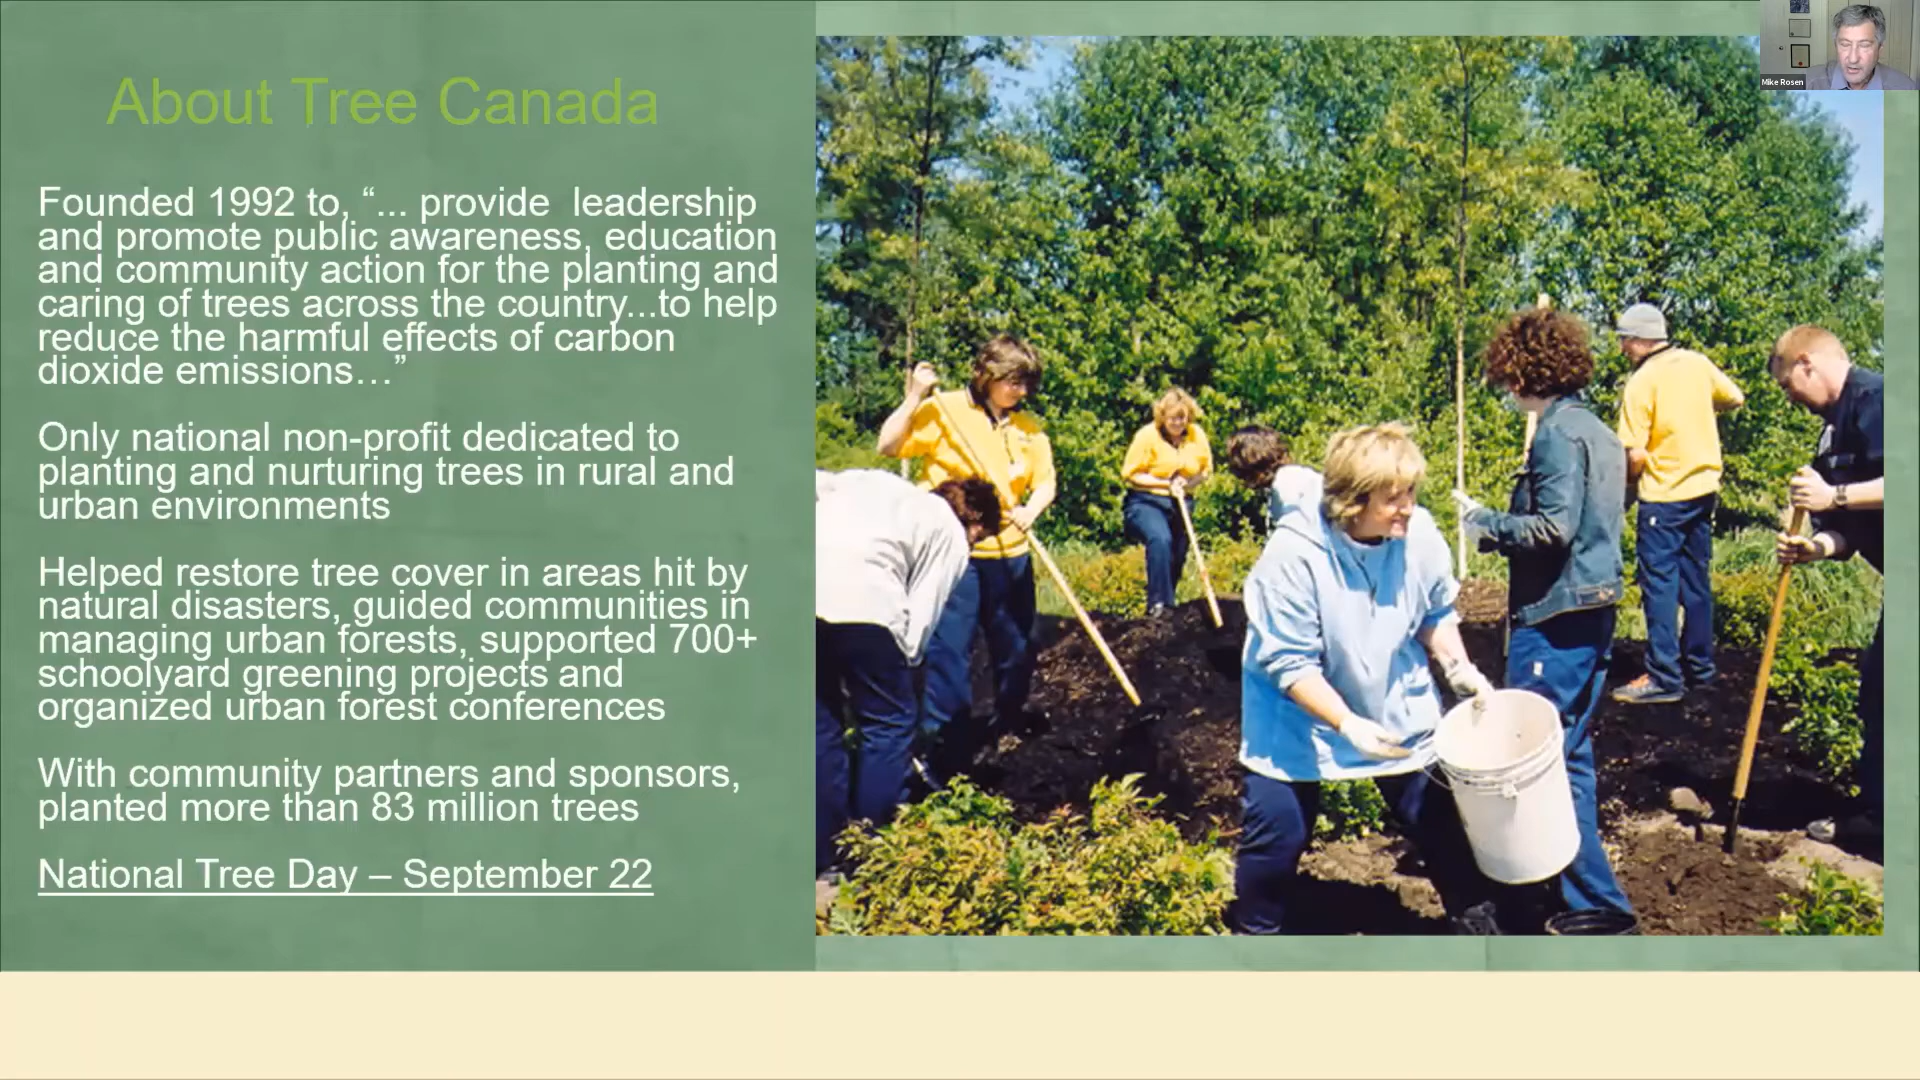 About Tree Canada
Founded 1992 to, “... provide leadership
and promote public awareness, education
and community action for the planting and
caring of trees across the country...to help
reduce the harmful effects of carbon
dioxide emissions…”
Only national non-profit dedicated to
planting and nurturing trees in rural and
urban environments
Helped restore tree cover in areas hit by
natural disasters, guided communities in
managing urban forests, supported 700+
schoolyard greening projects and
organized urban forest conferences
With community partners and sponsors,
planted more than 83 million trees
National Tree Day – September 22
Mike Rosen